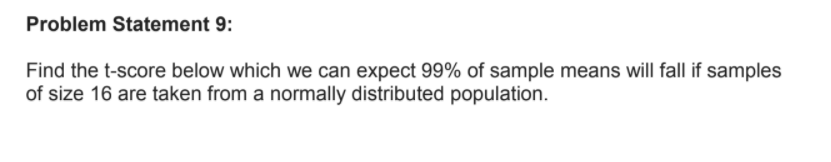 Problem Statement 9:
Find the t-score below which we can expect 99% of sample means will fall if samples
of size 16 are taken from a normally distributed population.